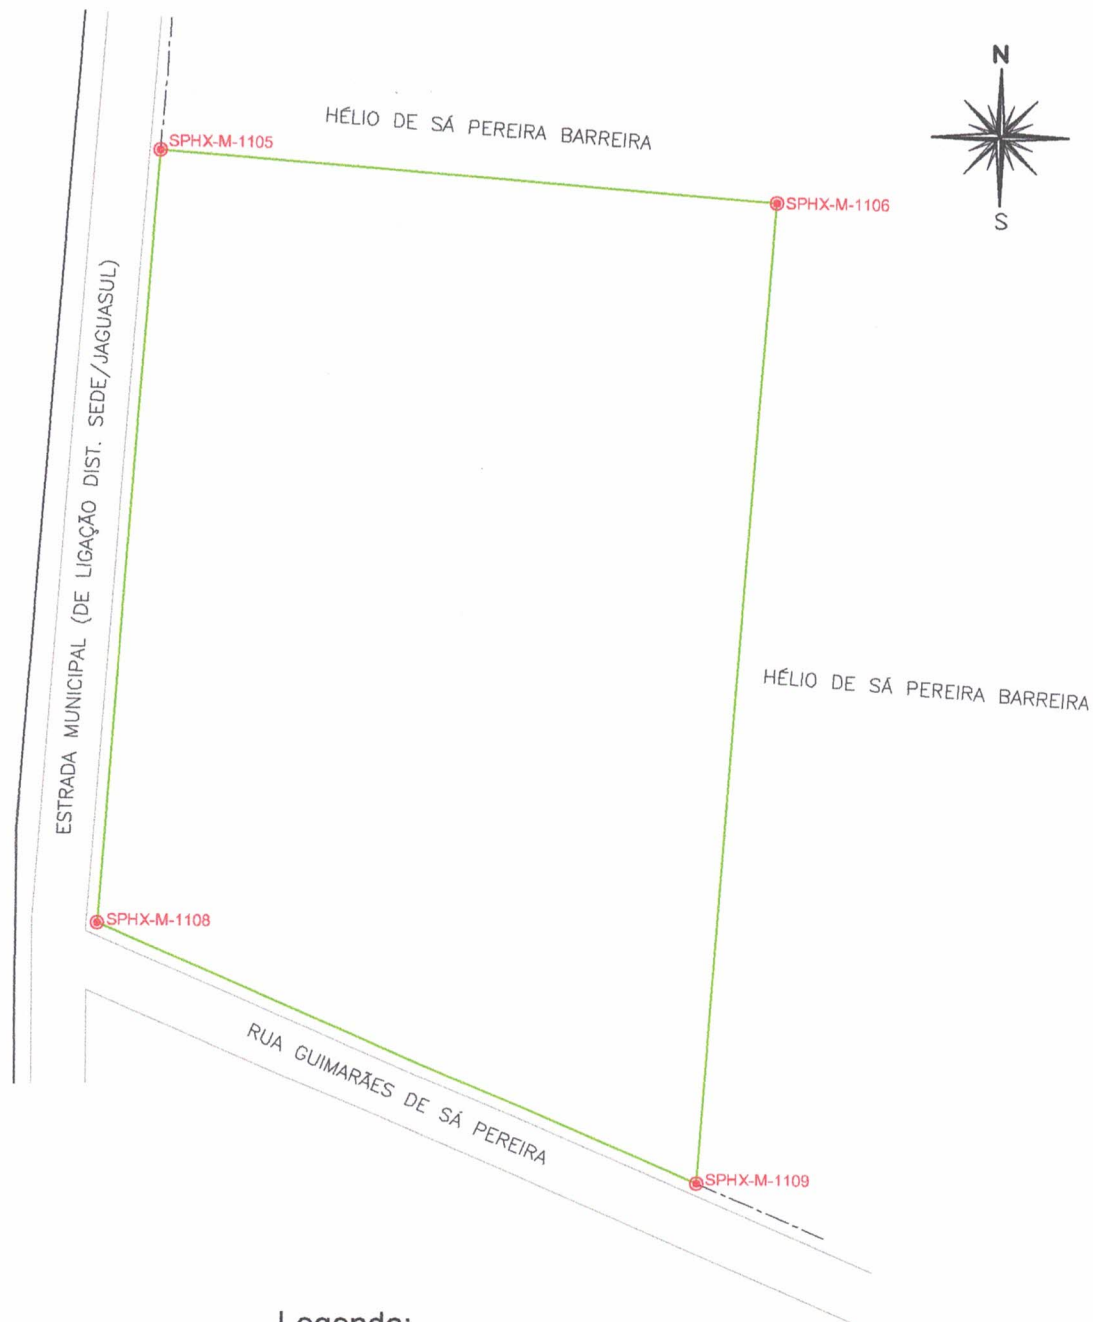 N
HÉLIO DE SÁ PEREIRA BARREIRA
SPHX-M-1105
SPHX-M-1106
S
ESTRADA MUNICIPAL (DE LIGAÇÃO DIST. SEDE/JAGUASUL)
HÉLIO DE SÁ PEREIRA BARREIRA
SPHX-M-1108
RUA GUIMARÃES DE SÁ PEREIRA
SPHX-M-1109
Legenda: